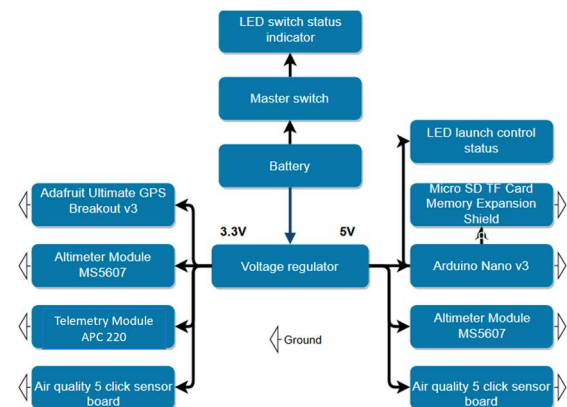 LED switch status
indicator
Master switch
Battery
LED launch control
status
Adafruit Ultimate GPS
Breakout v3
Micro SD TF Card
Memory Expansion
Shield
3.3V
5V
Altimeter Module
MS5607
Voltage regulator
Arduino Nano v3
Telemetry Module
APC 220
Ground
Altimeter Module
MS5607
Air quality 5 click sensor
board
Air quality 5 click sensor
board